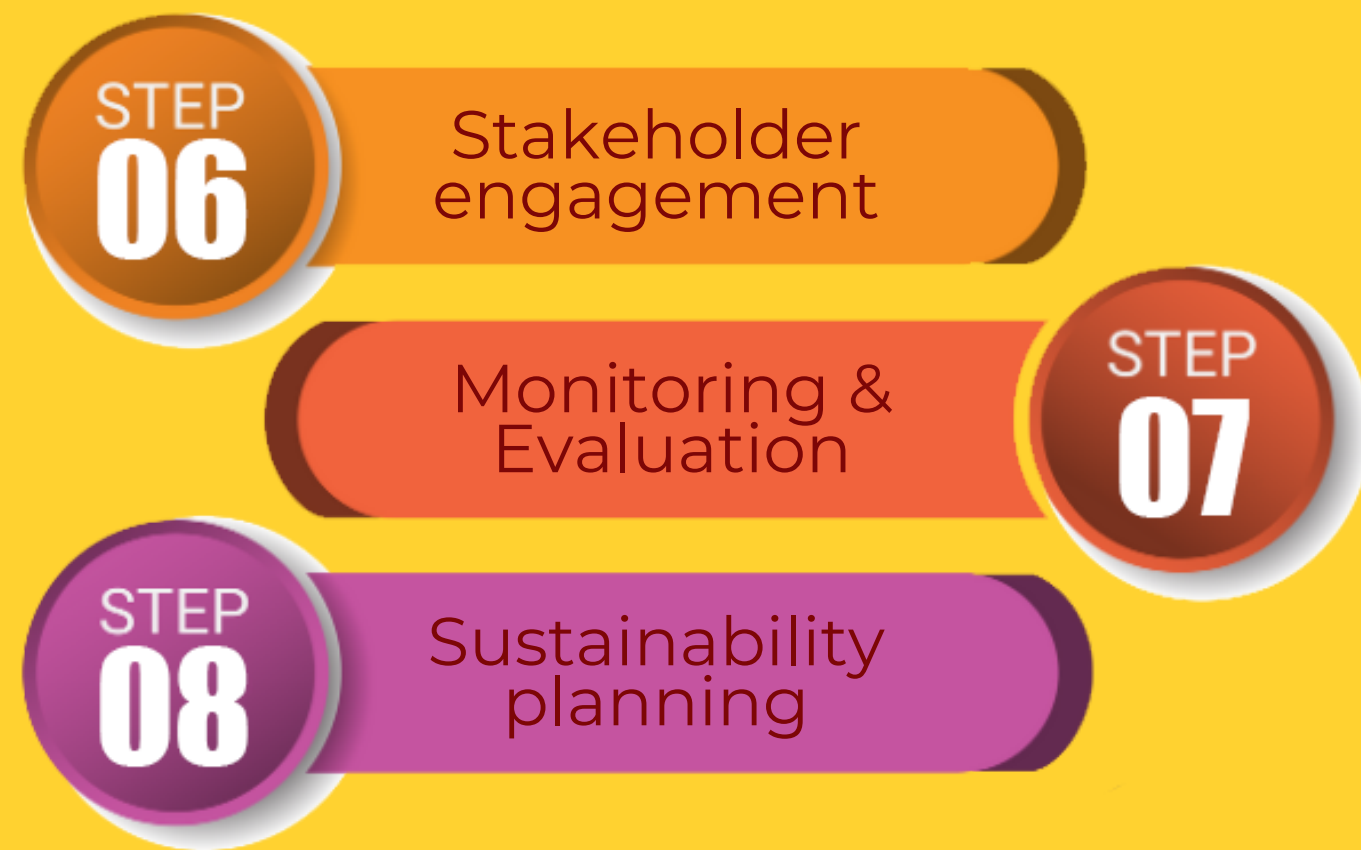 STEP
06
Stakeholder
engagement
Monitoring &
Evaluation
STEP
07
STEP
08
Sustainability
planning